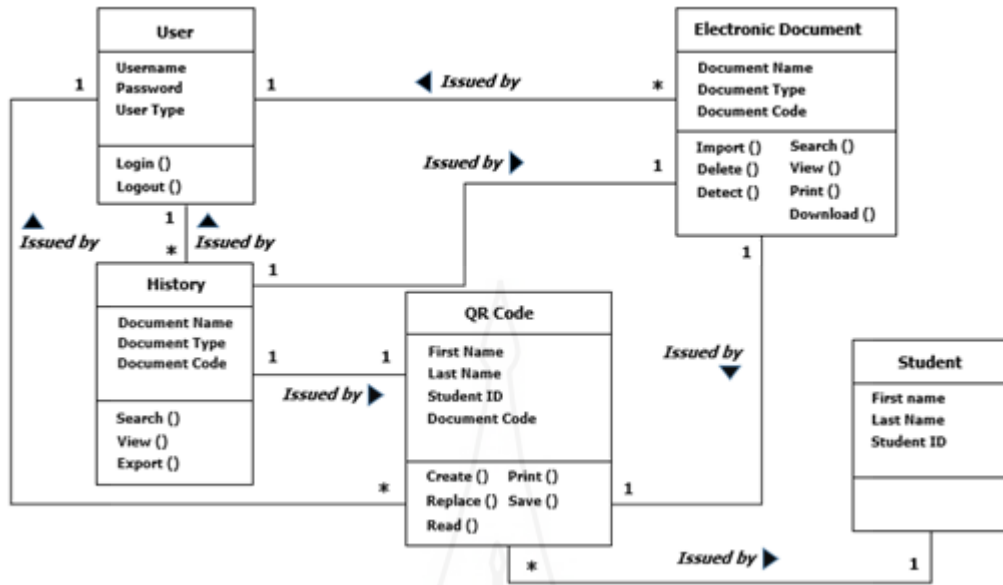 User
Username
Password
User Type
Login ()
Logout ()
Electronic Document
Document Name
Document Type
Document Code
Import () Search ()
Delete () View ()
Detect () Print ()
Download ()
1
1
Issued by
*
Issued by
1
1
Issued by
Issued by
*
1
History
Document Name
Document Type
Document Code
Search ()
View ()
Export ()
1
1
1
Issued by
QR Code
First Name
Last Name
Student ID
Document Code
Create () Print ()
Replace () Save ()
Read ()
Issued by
Student
First name
Last Name
Student ID
*
1
*
Issued by
1